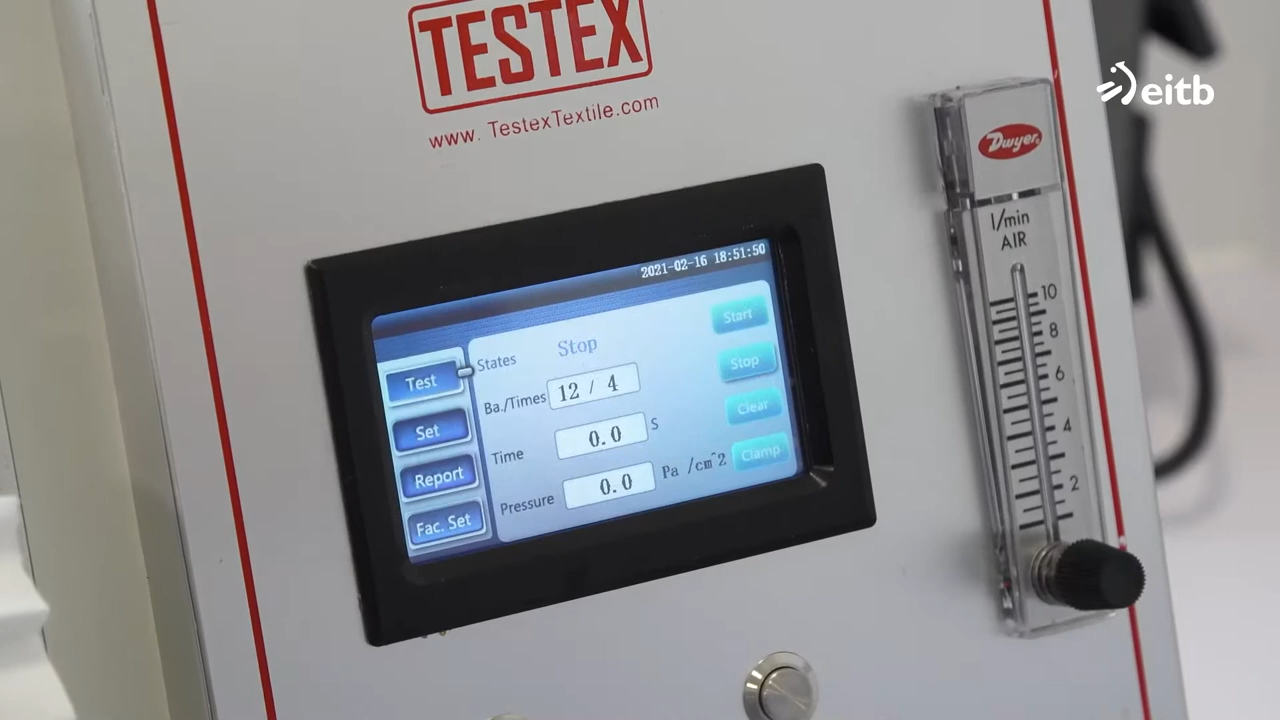 TESTEX
www. TestexTextile.com
eitb
Dwyer
l/min
AIR
10
8
6
4
2
2021-02-16 18:51:50
Test
Set
Report
Fac. Set
States Stop
Ba./Times 12 / 4
Time 0.0 S
Pressure 0.0 Pa /cm^2
Start
Stop
Clear
Clamp